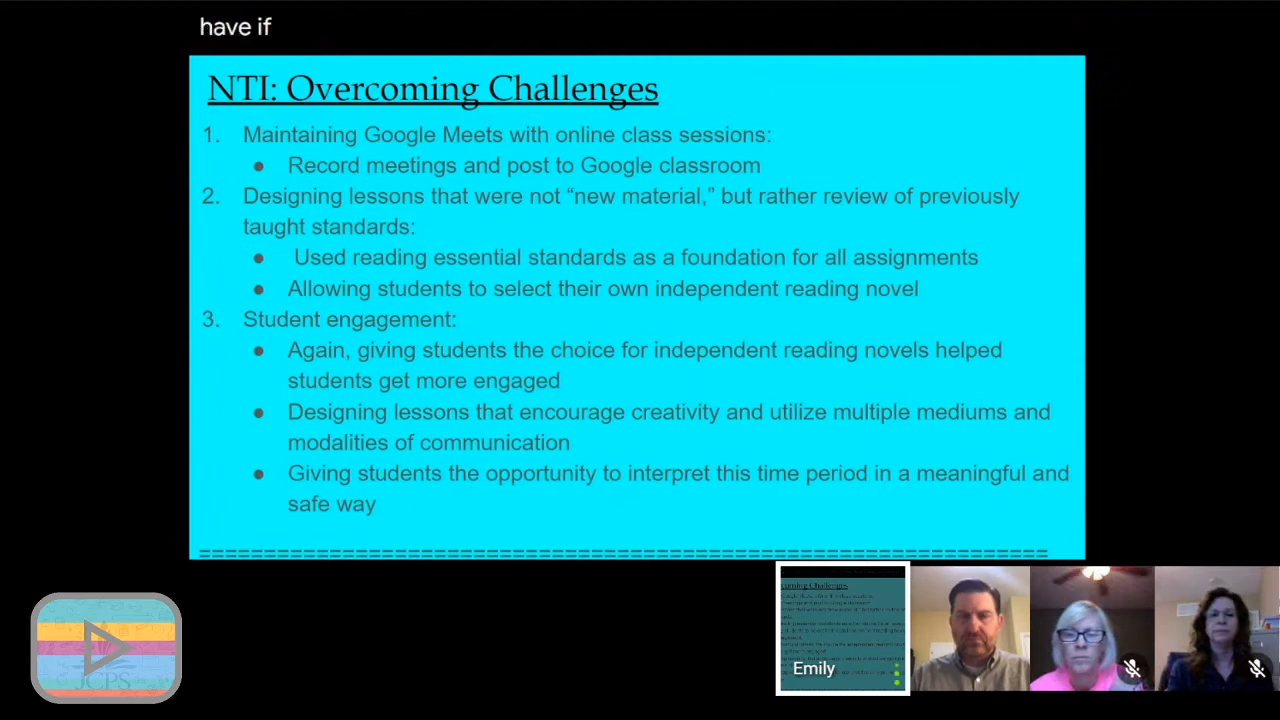 have if
NTI: Overcoming Challenges
1. Maintaining Google Meets with online class sessions:
● Record meetings and post to Google classroom
2. Designing lessons that were not “new material,” but rather review of previously
taught standards:
● Used reading essential standards as a foundation for all assignments
● Allowing students to select their own independent reading novel
3. Student engagement:
● Again, giving students the choice for independent reading novels helped
students get more engaged
● Designing lessons that encourage creativity and utilize multiple mediums and
modalities of communication
● Giving students the opportunity to interpret this time period in a meaningful and
safe way
Emily
JCPS